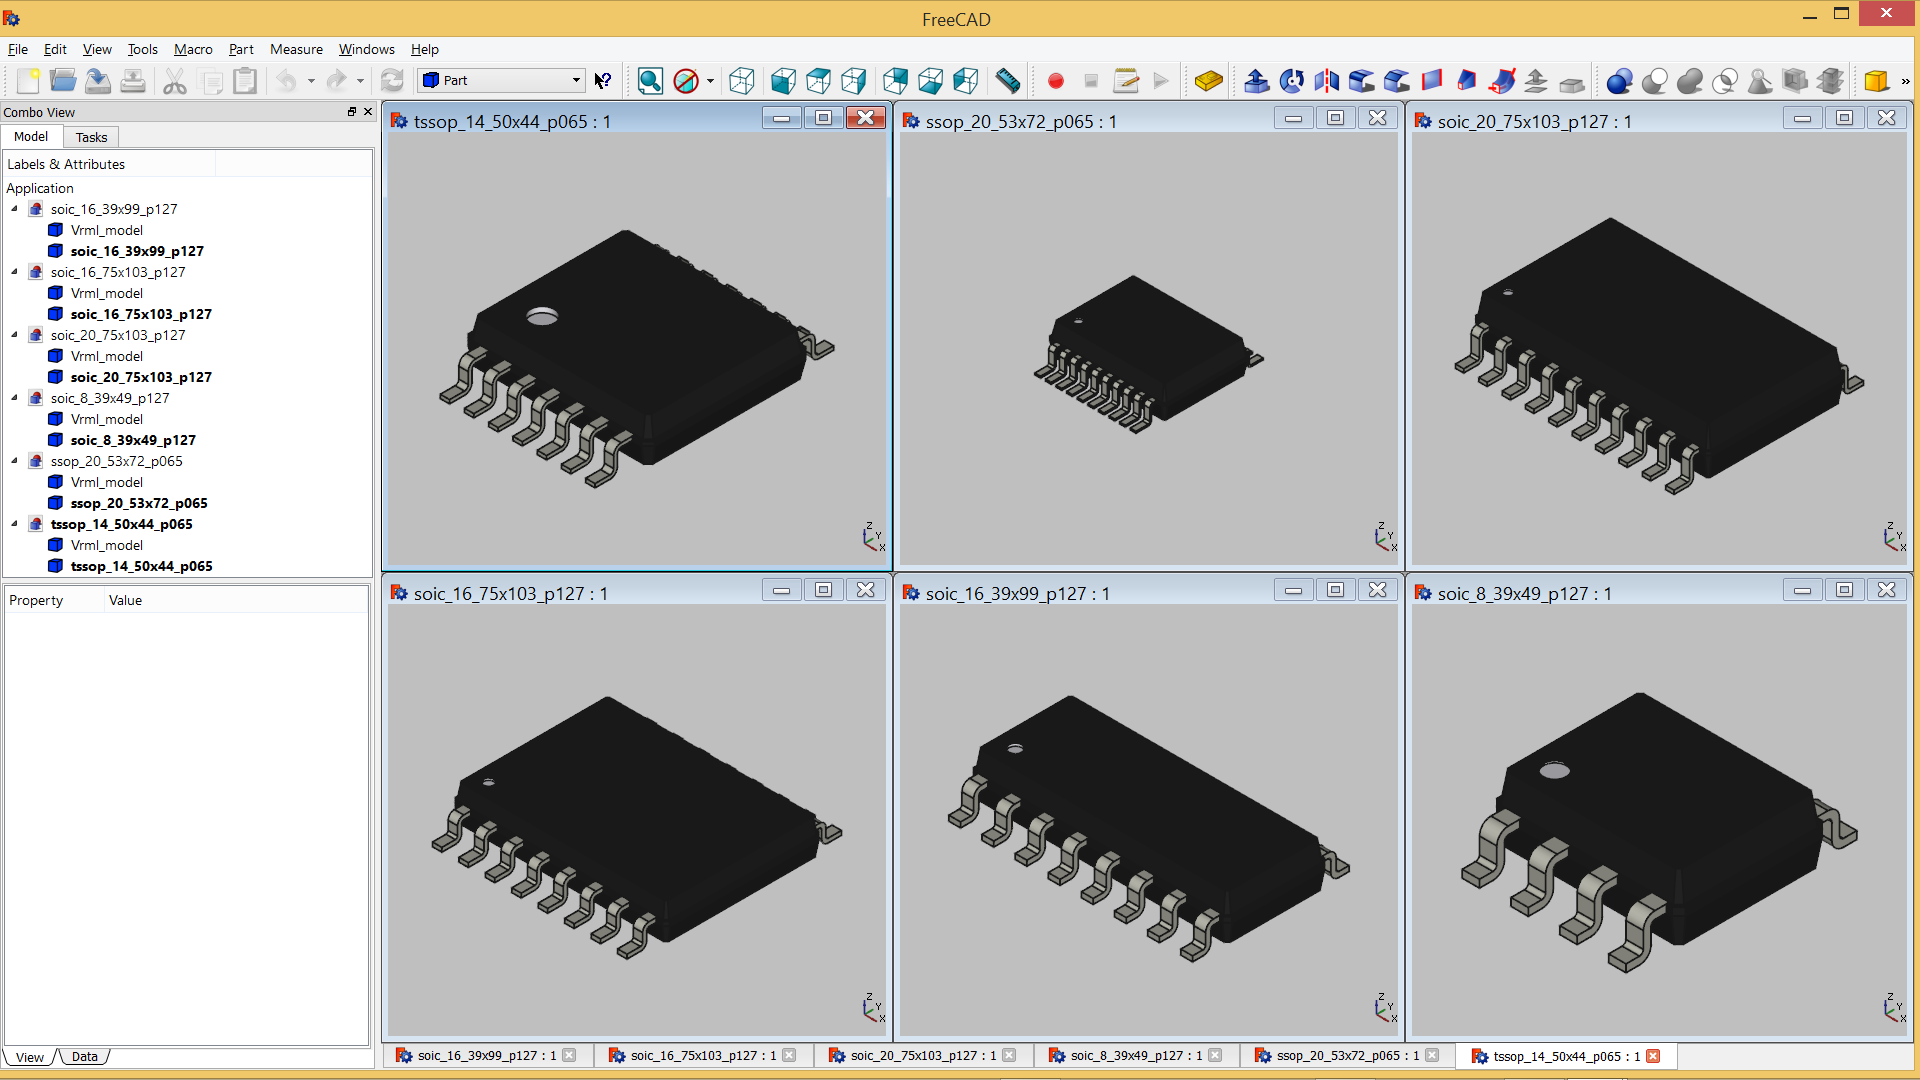 FreeCAD
File Edit View Tools Macro Part Measure Windows Help
Part
Combo View
Model Tasks
Labels & Attributes
Application
soic_16_39x99_p127
Vrml_model
soic_16_39x99_p127
soic_16_75x103_p127
Vrml_model
soic_16_75x103_p127
soic_20_75x103_p127
Vrml_model
soic_20_75x103_p127
soic_8_39x49_p127
Vrml_model
soic_8_39x49_p127
ssop_20_53x72_p065
Vrml_model
ssop_20_53x72_p065
tssop_14_50x44_p065
Vrml_model
tssop_14_50x44_p065
Property Value
View Data
tssop_14_50x44_p065 : 1
Z
Y
X
ssop_20_53x72_p065 : 1
Z
Y
X
soic_20_75x103_p127 : 1
Z
Y
X
soic_16_75x103_p127 : 1
Z
Y
X
soic_16_39x99_p127 : 1
Z
Y
X
soic_8_39x49_p127 : 1
Z
Y
X
soic_16_39x99_p127 : 1 soic_16_75x103_p127 : 1 soic_20_75x103_p127 : 1 soic_8_39x49_p127 : 1 ssop_20_53x72_p065 : 1 tssop_14_50x44_p065 : 1